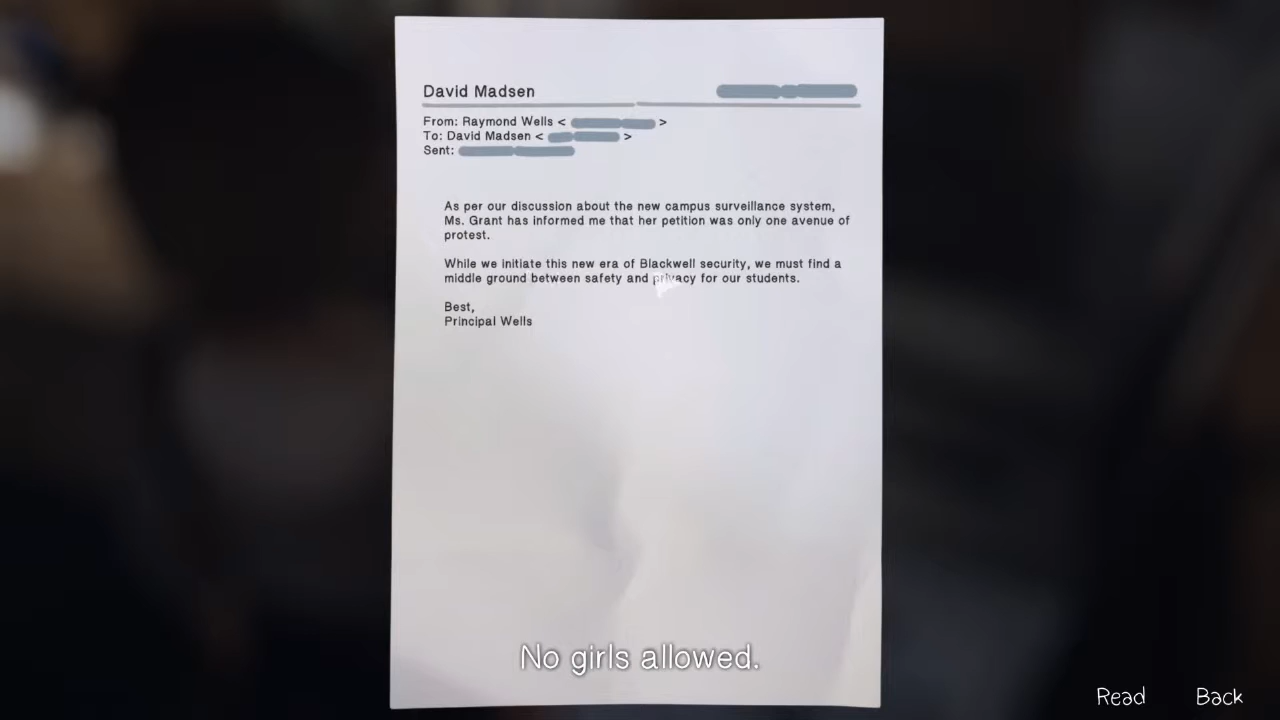 David Madsen
From: Raymond Wells < >
To: David Madsen < >
Sent:
As per our discussion about the new campus surveillance system,
Ms. Grant has informed me that her petition was only one avenue of
protest.
While we initiate this new era of Blackwell security, we must find a
middle ground between safety and privacy for our students.
Best,
Principal Wells
No girls allowed.
Read Back